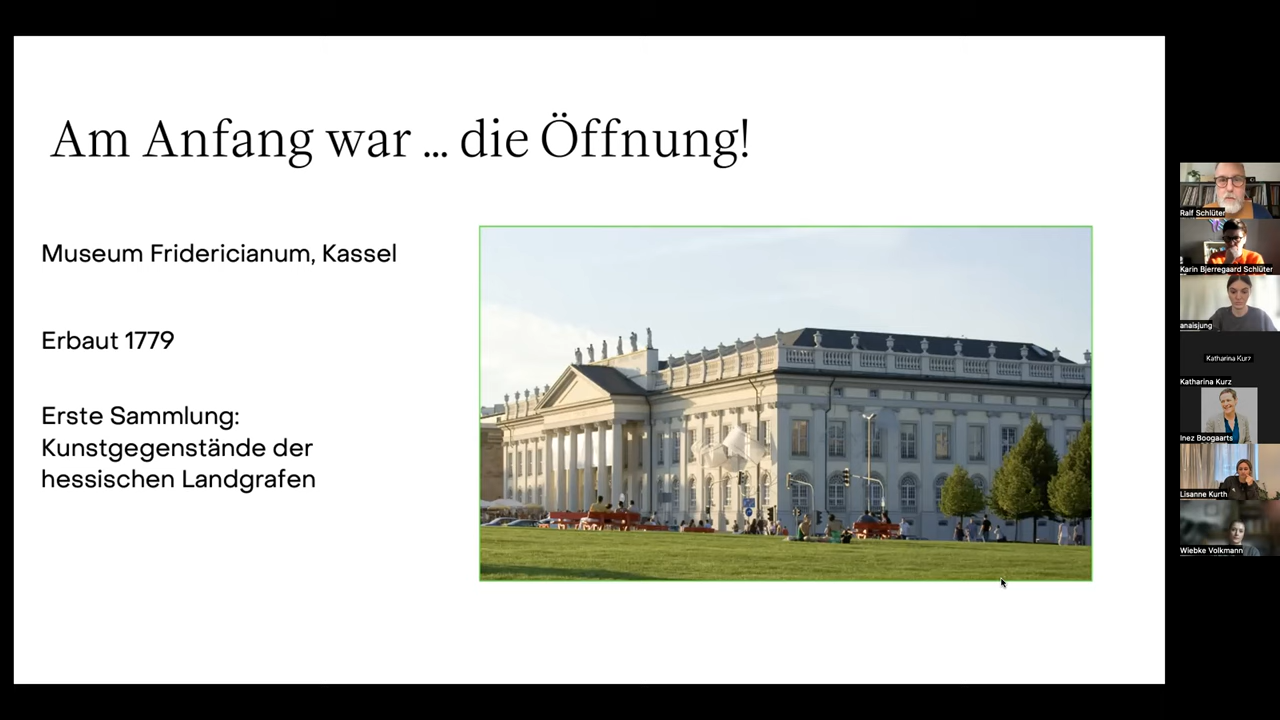 Am Anfang war ... die Öffnung!
Museum Fridericianum, Kassel
Erbaut 1779
Erste Sammlung:
Kunstgegenstände der
hessischen Landgrafen
Ralf Schlüter
Karin Bjerregaard Schlüter
anaisjung
Katharina Kurz
Katharina Kurz
Inez Boogaarts
Lisanne Kurth
Wiebke Volkmann